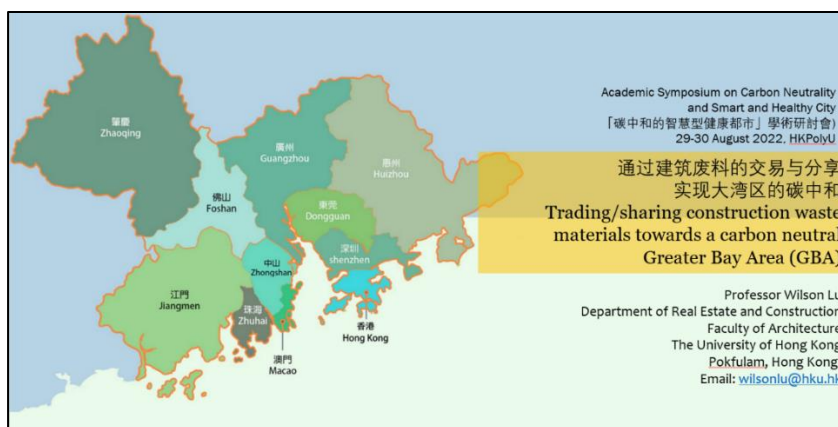 肇慶
Zhaoqing
廣州
Guangzhou
惠州
Huizhou
佛山
Foshan
東莞
Dongguan
深圳
shenzhen
中山
Zhongshan
江門
Jiangmen
珠海
Zhuhai
香港
Hong Kong
澳門
Macao
Academic Symposium on Carbon Neutrality
and Smart and Healthy City
「碳中和的智慧型健康都市」學術研討會)
29-30 August 2022, HKPolyU
通过建筑废料的交易与分享
实现大湾区的碳中和
Trading/sharing construction waste
materials towards a carbon neutral
Greater Bay Area (GBA)
Professor Wilson Lu
Department of Real Estate and Construction
Faculty of Architecture
The University of Hong Kong
Pokfulam, Hong Kong
Email: wilsonlu@hku.hk